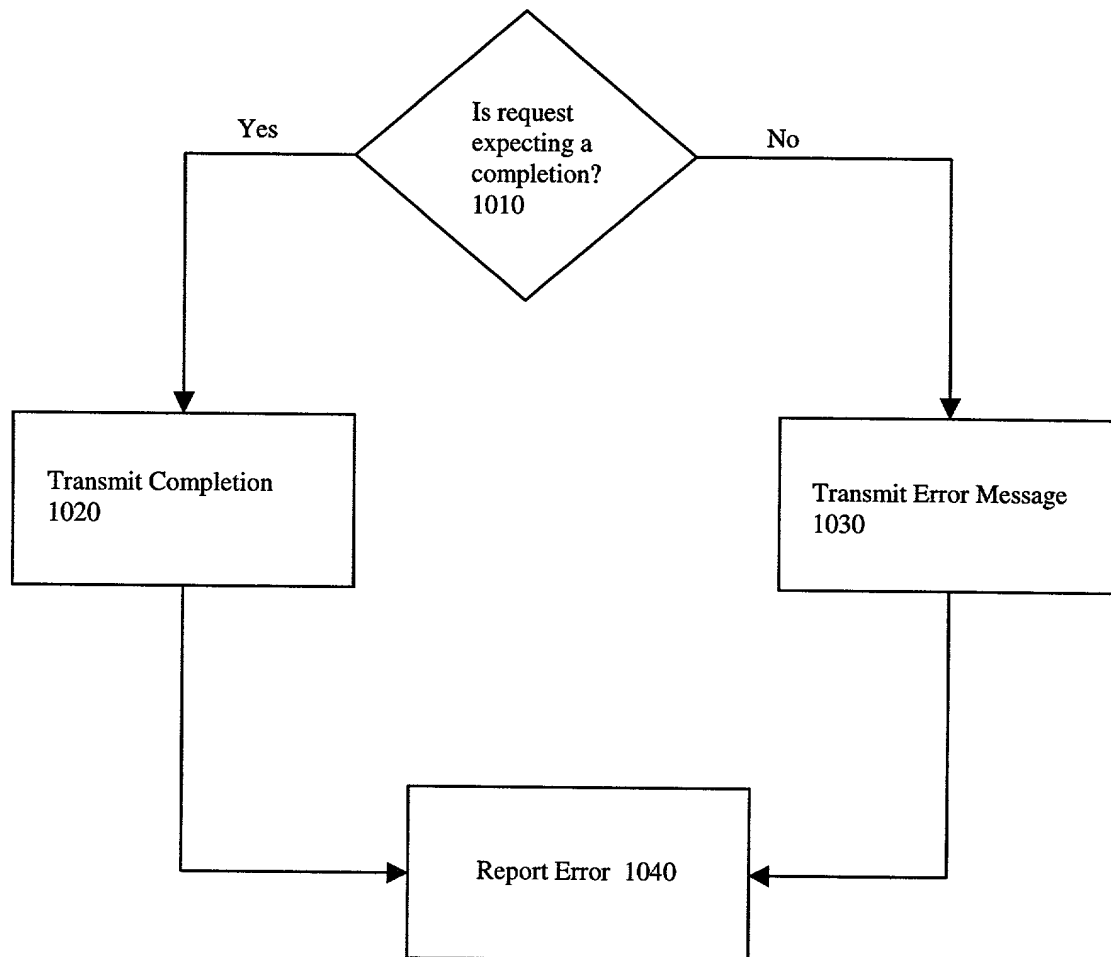 Is request
expecting a
completion?
1010
Yes
No
Transmit Completion
1020
Transmit Error Message
1030
Report Error 1040